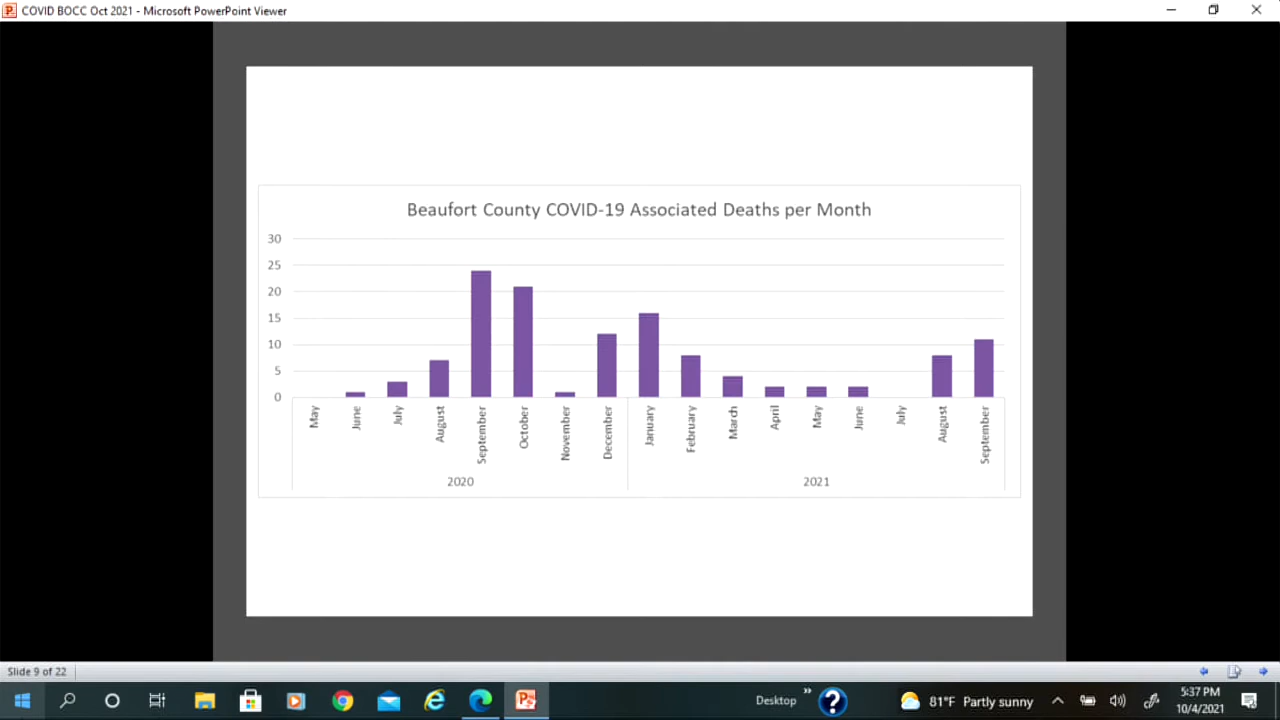 COVID BOCC Oct 2021 - Microsoft PowerPoint Viewer
Beaufort County COVID-19 Associated Deaths per Month
30
25
20
15
10
5
0
May
June
July
August
September
October
November
December
January
February
March
April
May
June
July
August
September
2020
2021
Slide 9 of 22
Desktop
81°F Partly sunny
5:37 PM
10/4/2021